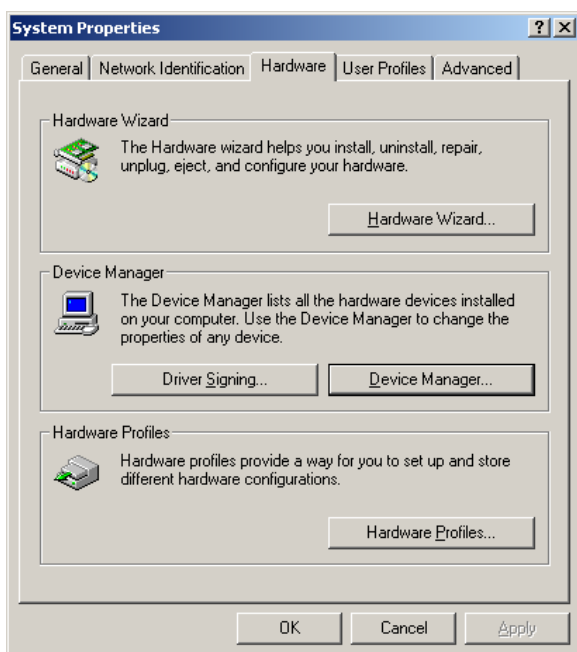 System Properties
General Network Identification Hardware User Profiles Advanced
Hardware Wizard
The Hardware wizard helps you install, uninstall, repair,
unplug, eject, and configure your hardware.
Hardware Wizard...
Device Manager
The Device Manager lists all the hardware devices installed
on your computer. Use the Device Manager to change the
properties of any device.
Driver Signing... Device Manager...
Hardware Profiles
Hardware profiles provide a way for you to set up and store
different hardware configurations.
Hardware Profiles...
OK Cancel Apply